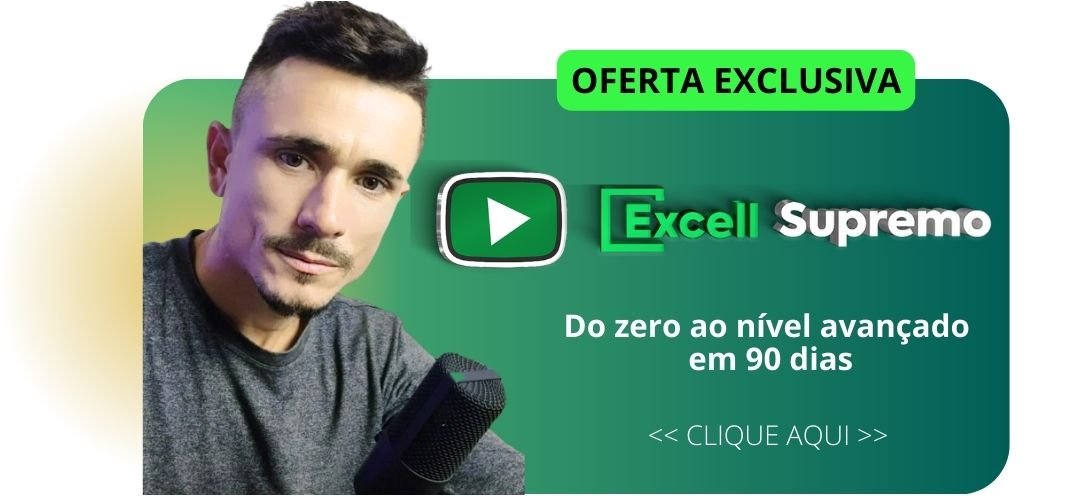 OFERTA EXCLUSIVA
Excell Supremo
Do zero ao nível avançado
em 90 dias
<< CLIQUE AQUI >>